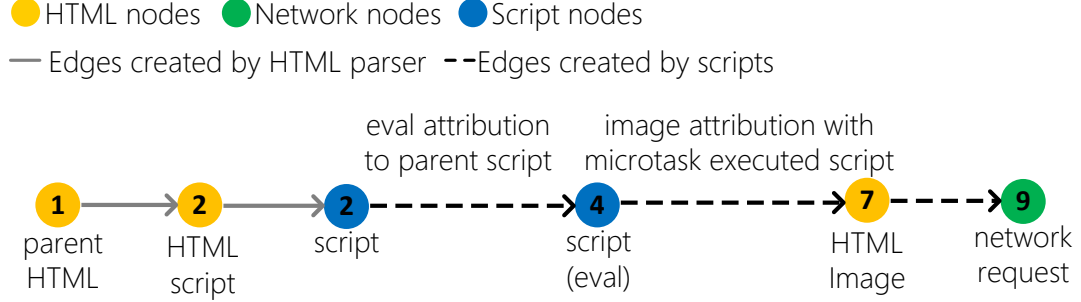 HTML nodes Network nodes Script nodes
Edges created by HTML parser Edges created by scripts
eval attribution
to parent script
image attribution with
microtask executed script
1 2 2 4 7 9
parent
HTML
HTML
script
script
script
(eval)
HTML
Image
network
request